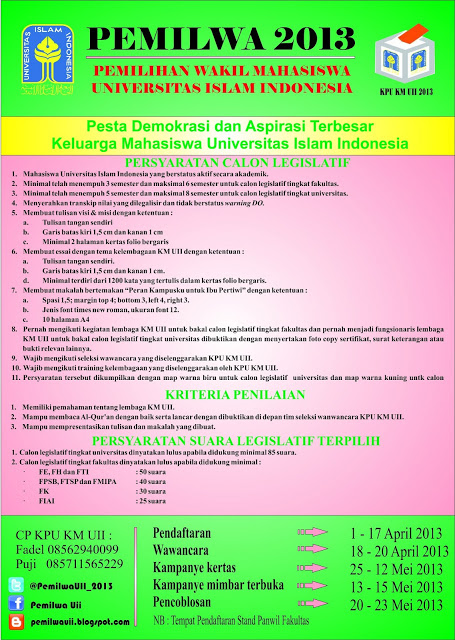 UNIVERSITAS ISLAM INDONESIA
PEMILWA 2013
PEMILIHAN WAKIL MAHASISWA
UNIVERSITAS ISLAM INDONESIA
KPU KM UII 2013
Pesta Demokrasi dan Aspirasi Terbesar
Keluarga Mahasiswa Universitas Islam Indonesia
PERSYARATAN CALON LEGISLATIF
1. Mahasiswa Universitas Islam Indonesia yang berstatus aktif secara akademik.
2. Minimal telah menempuh 3 semester dan maksimal 6 semester untuk calon legislatif tingkat fakultas.
3. Minimal telah menempuh 5 semester dan maksimal 8 semester untuk calon legislatif tingkat universitas.
4. Menyerahkan transkip nilai yang dilegalisir dan tidak berstatus warning DO.
5. Membuat tulisan visi & misi dengan ketentuan :
a. Tulisan tangan sendiri
b. Garis batas kiri 1,5 cm dan kanan 1 cm
c. Minimal 2 halaman kertas folio bergaris
6. Membuat essai dengan tema kelembagaan KM UII dengan ketentuan :
a. Tulisan tangan sendiri.
b. Garis batas kiri 1,5 cm dan kanan 1 cm.
d. Minimal terdiri dari 1200 kata yang tertulis dalam kertas folio bergaris.
7. Membuat makalah bertemakan “Peran Kampusku untuk Ibu Pertiwi” dengan ketentuan :
a. Spasi 1,5; margin top 4; bottom 3, left 4, right 3.
b. Jenis font times new roman, ukuran font 12.
c. 10 halaman A4
8. Pernah mengikuti kegiatan lembaga KM UII untuk bakal calon legislatif tingkat fakultas dan pernah menjadi fungsionaris lembaga
KM UII untuk bakal calon legislatif tingkat universitas dibuktikan dengan menyertakan foto copy sertifikat, surat keterangan atau
bukti relevan lainnya.
9. Wajib mengikuti seleksi wawancara yang diselenggarakan KPU KM UII.
10. Wajib mengikuti training kelembagaan yang diselenggarakan oleh KPU KM UII.
11. Persyaratan tersebut dikumpilkan dengan map warna biru untuk calon legislatif universitas dan map warna kuning untk calon
KRITERIA PENILAIAN
1. Memiliki pemahaman tentang lembaga KM UII.
2. Mampu membaca Al-Qur'an dengan baik serta lancar dengan dibuktikan di depan tim seleksi wanwancara KPU KM UII.
3. Mampu mempresentasikan tulisan dan makalah yang dibuat.
PERSYARATAN SUARA LEGISLATIF TERPILIH
1. Calon legislatif tingkat universitas dinyatakan lulus apabila didukung minimal 85 suara.
2. Calon legislatif tingkat fakultas dinyatakan lulus apabila didukung minimal :
· FE, FH dan FTI : 50 suara
· FPSB, FTSP dan FMIPA : 40 suara
· FK : 30 suara
· FIAI : 25 suara
CP KPU KM UII :
Fadel 08562940099
Puji 085711565229
@PemilwaUII_2013
Pemilwa Uii
pemilwauii.blogspot.com
Pendaftaran 1 - 17 April 2013
Wawancara 18 - 20 April 2013
Kampanye kertas 25 - 12 Mei 2013
Kampanye mimbar terbuka 13 - 15 Mei 2013
Pencoblosan 20 - 23 Mei 2013
NB : Tempat Pendaftaran Stand Panwil Fakultas